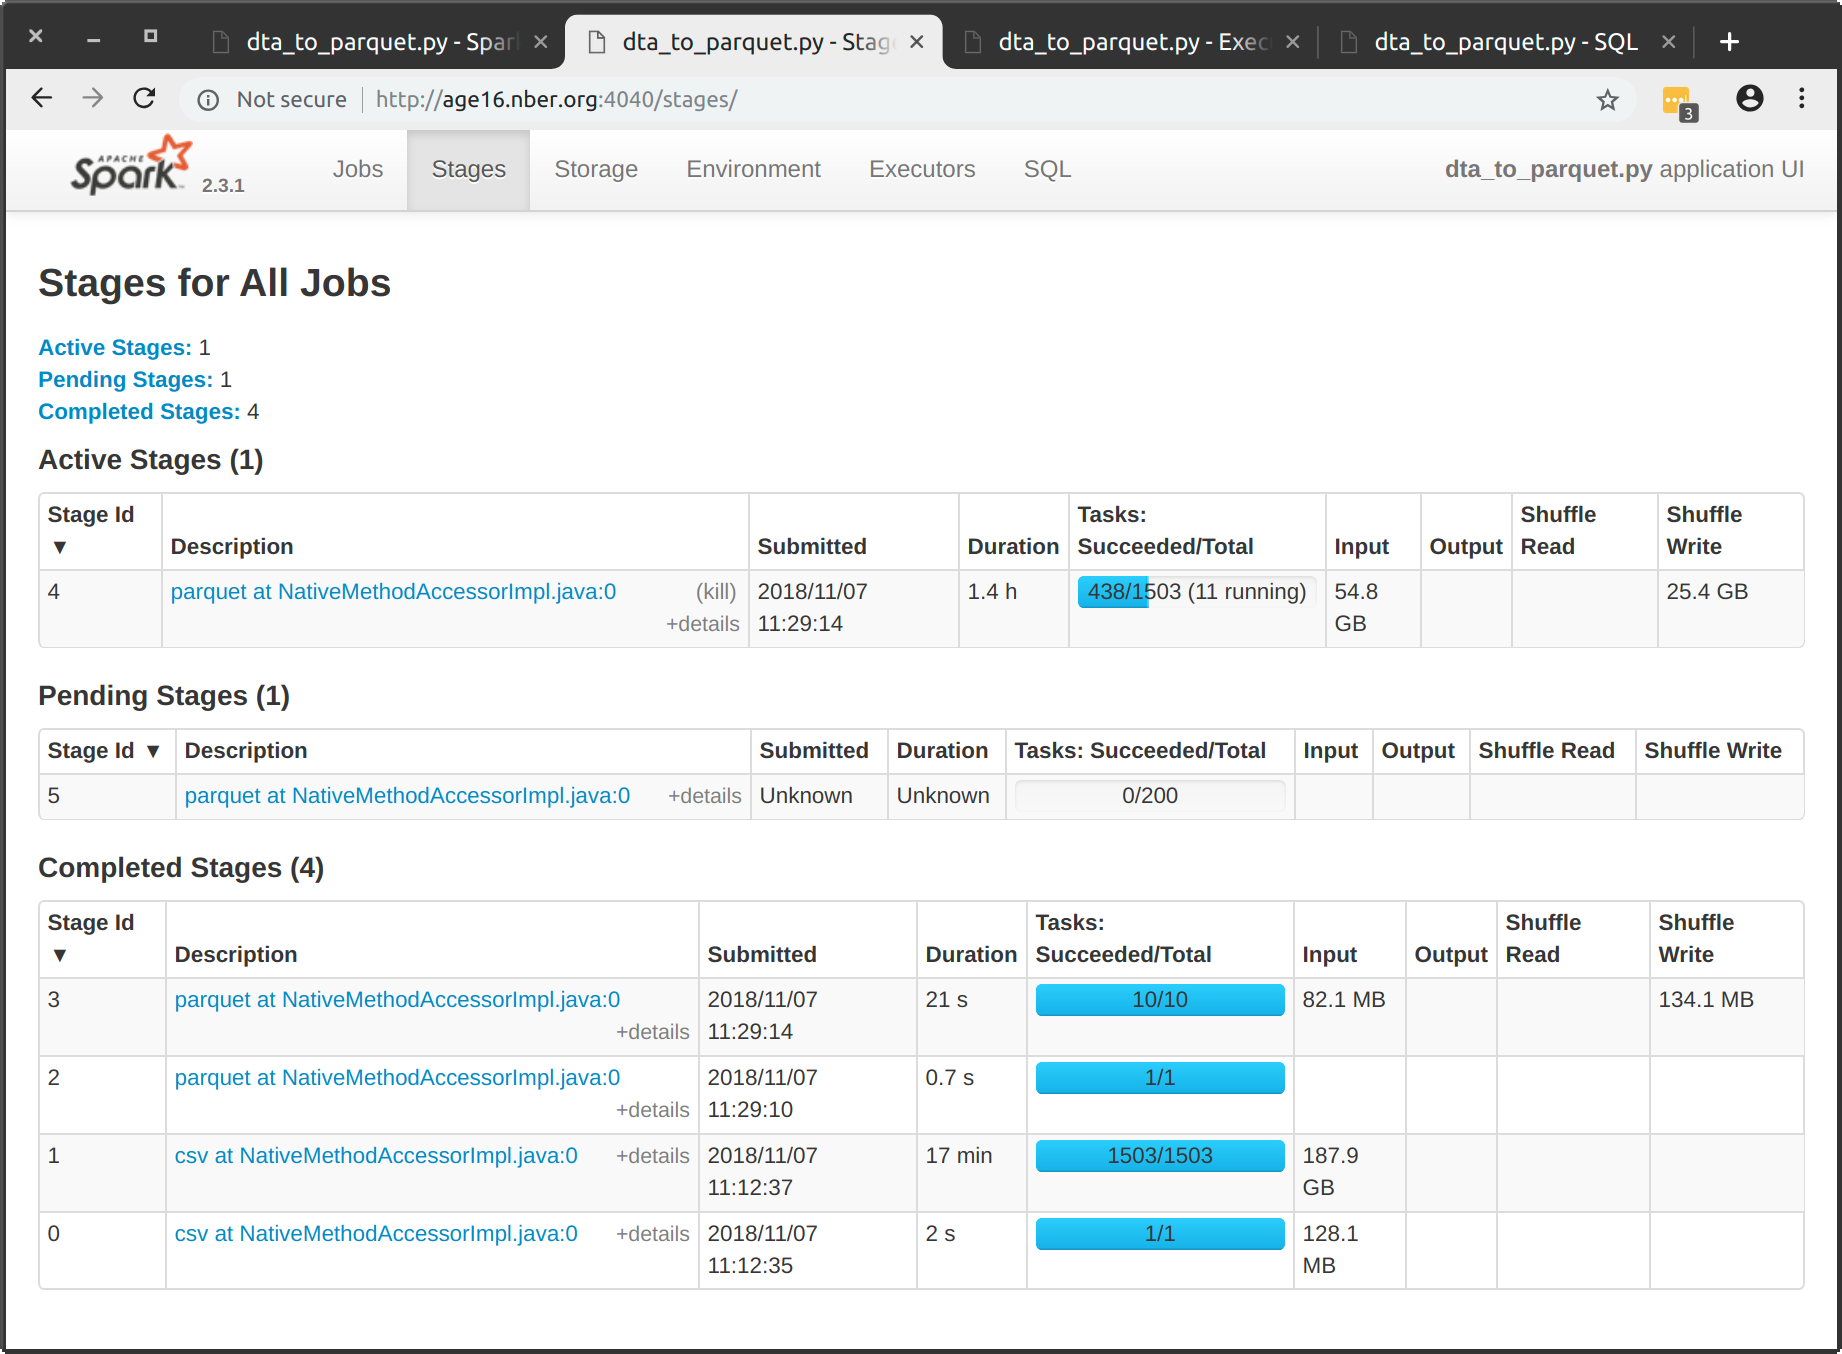 dta_to_parquet.py - Spar
dta_to_parquet.py - Stag
dta_to_parquet.py - Exec
dta_to_parquet.py - SQL
Not secure
http://age16.nber.org:4040/stages/
3
APACHE
Spark
2.3.1
Jobs
Stages
Storage
Environment
Executors
SQL
dta_to_parquet.py application UI
Stages for All Jobs
Active Stages: 1
Pending Stages: 1
Completed Stages: 4
Active Stages (1)
Stage Id ▼ Description Submitted Duration Tasks: Succeeded/Total Input Output Shuffle Read Shuffle Write
4 parquet at NativeMethodAccessorImpl.java:0 (kill) 2018/11/07 1.4 h 438/1503 (11 running) 54.8 25.4 GB
+details 11:29:14 GB
Pending Stages (1)
Stage Id ▼ Description Submitted Duration Tasks: Succeeded/Total Input Output Shuffle Read Shuffle Write
5 parquet at NativeMethodAccessorImpl.java:0 +details Unknown Unknown 0/200
Completed Stages (4)
Stage Id ▼ Description Submitted Duration Tasks: Succeeded/Total Input Output Shuffle Read Shuffle Write
3 parquet at NativeMethodAccessorImpl.java:0 2018/11/07 21 s 10/10 82.1 MB 134.1 MB
+details 11:29:14
2 parquet at NativeMethodAccessorImpl.java:0 2018/11/07 0.7 s 1/1
+details 11:29:10
1 csv at NativeMethodAccessorImpl.java:0 +details 2018/11/07 17 min 1503/1503 187.9
11:12:37 GB
0 csv at NativeMethodAccessorImpl.java:0 +details 2018/11/07 2 s 1/1 128.1
11:12:35 MB